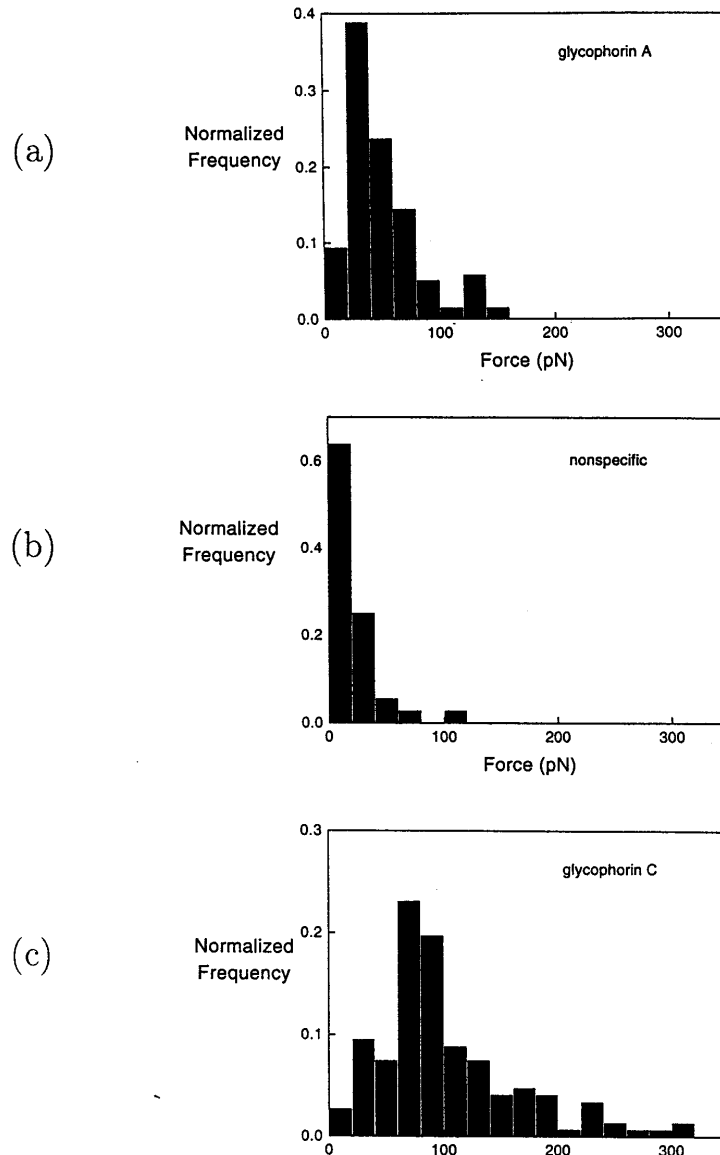 (a)
glycophorin A
Normalized
Frequency
0.4
0.3
0.2
0.1
0.0
0
100
200
300
Force (pN)
(b)
nonspecific
Normalized
Frequency
0.6
0.4
0.2
0.0
0
100
200
300
Force (pN)
(c)
glycophorin C
Normalized
Frequency
0.3
0.2
0.1
0.0
0
100
200
300